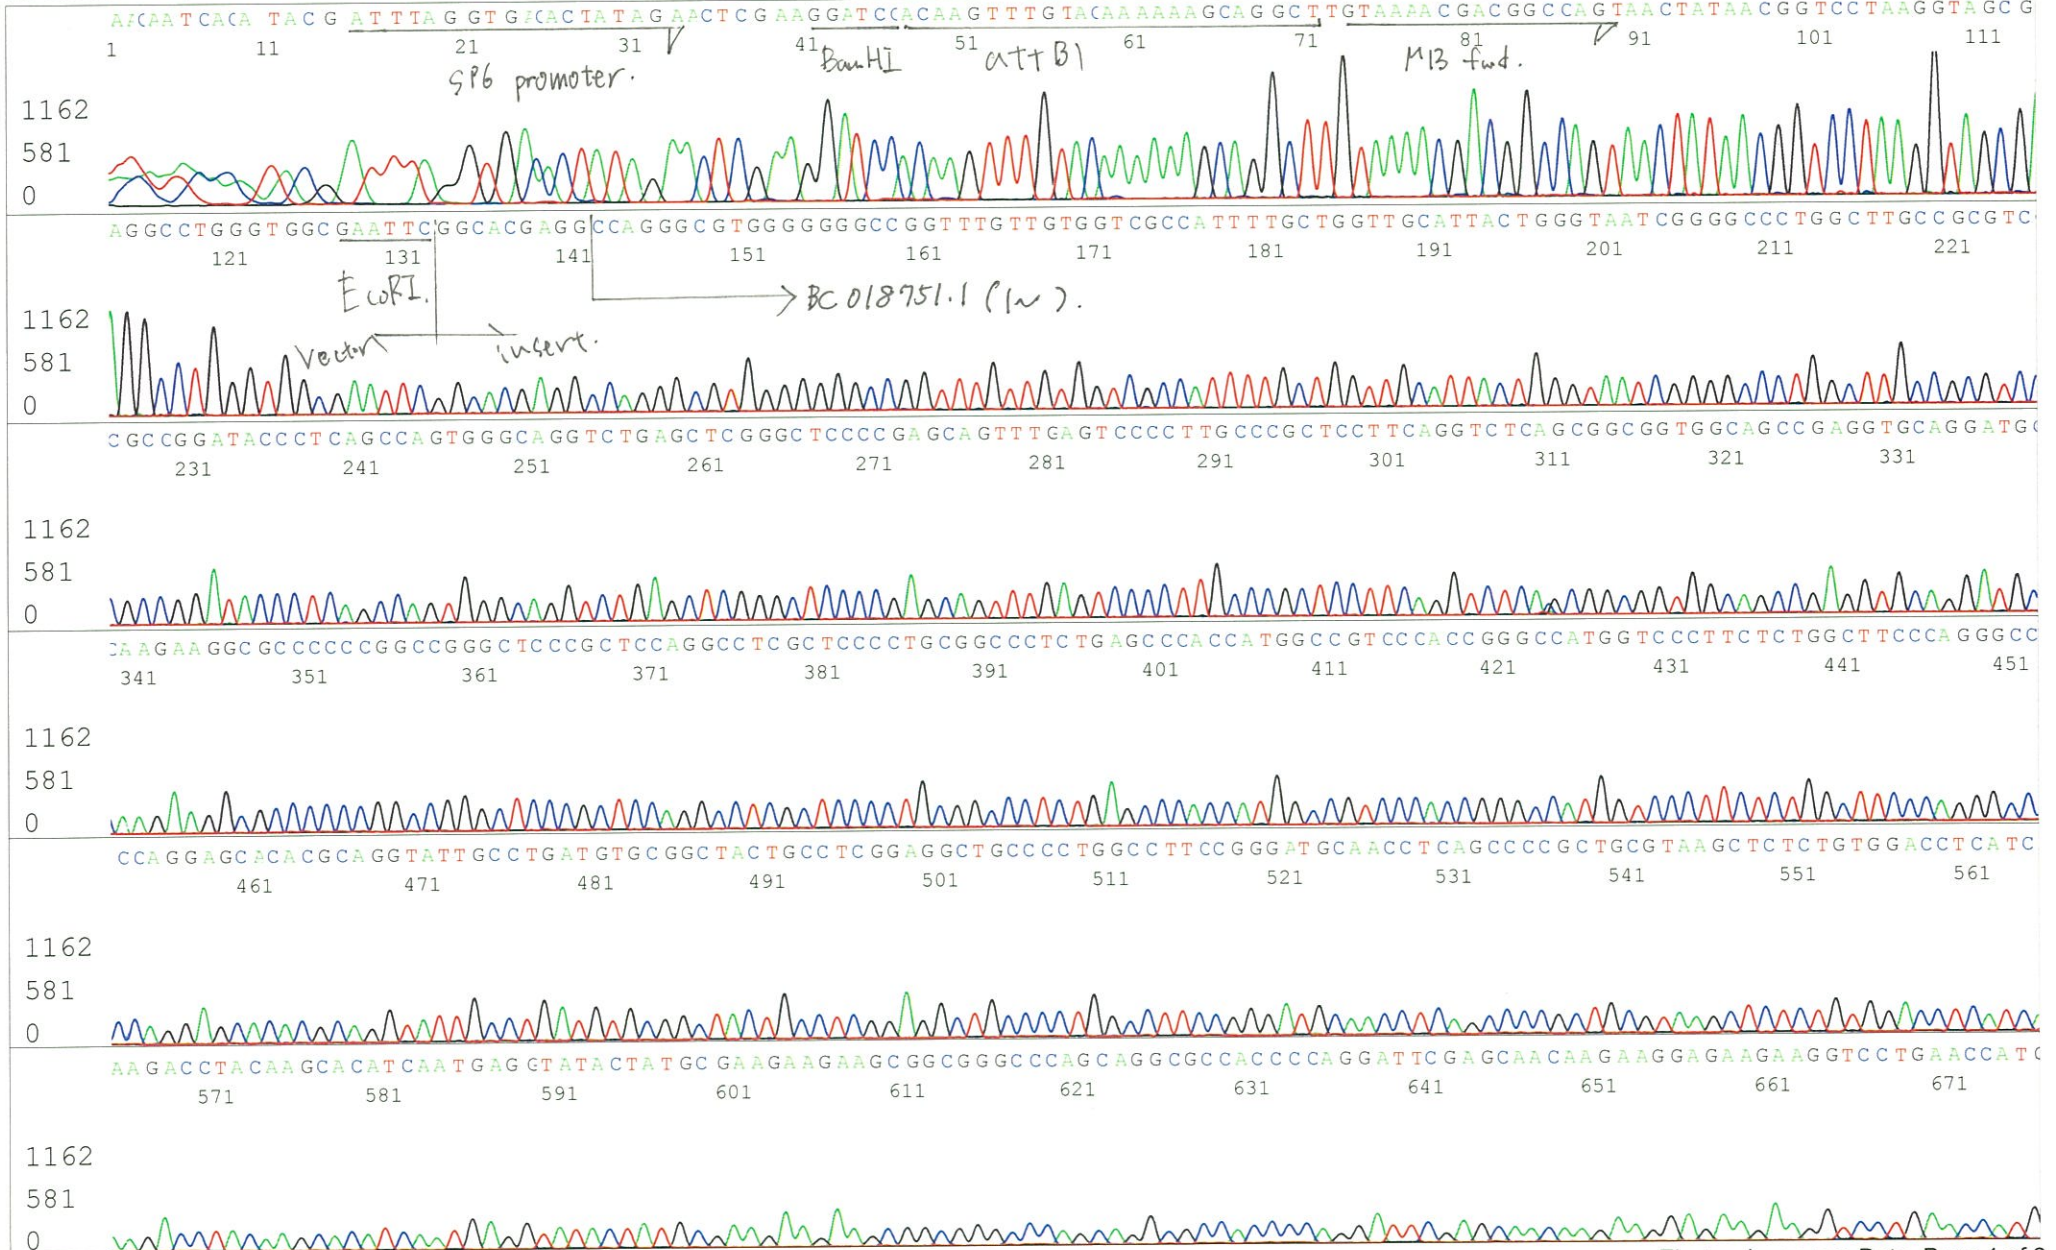 AACAATCACA TACG ATTTAGGTGACACTATAGAACTCGAAGGATCCACAAGTTTGTACAAAAAAGCAGGCTTGTAAAACGACGGCCAGTAACTATAACGGTCCTAAGGTAGCG
1 11 21 31 41 51 61 71 81 91 101 111
SP6 promoter. BamHI attB1 M13 fwd.
1162
581
0
AGGCCTGGGTGGCGAATTCGGCACGAGGCCAGGGCGTGGGGGGGCCGGTTTGTTGTGGTCGCCATTTTGCTGGTTGCATTACTGGGTAATCGGGGCCCTGGCTTGCCGCGTC
121 131 141 151 161 171 181 191 201 211 221
EcoRI. BC018751.1 (1~).
Vector insert.
1162
581
0
CGCCGGATACCCTCAGCCAGTGGGCAGGTCTGAGCTCGGGCTCCCCGAGCAGTTTGAGTCCCCTTGCCCGCTCCTTCAGGTCTCAGCGGCGGTGGCAGCCGAGGTGCAGGATG
231 241 251 261 271 281 291 301 311 321 331
1162
581
0
CAAGAAGGCGCCCCCCGGCCGGGCTCCCGCTCCAGGCCTCGCTCCCCTGCGGCCCTCTGAGCCCACCATGGCCGTCCCACCGGGCCATGGTCCCTTCTCTGGCTTCCCAGGGCC
341 351 361 371 381 391 401 411 421 431 441 451
1162
581
0
CCAGGAGCACACGCAGGTATTGCCTGATGTGCGGCTACTGCCTCGGAGGCTGCCCCTGGCCTTCCGGGATGCAACCTCAGCCCCGCTGCGTAAGCTCTCTGTGGACCTCATC
461 471 481 491 501 511 521 531 541 551 561
1162
581
0
AAGACCTACAAGCACATCAATGAGGTATACTATGCGAAGAAGAAGCGGCGGGCCCAGCAGGCGCCACCCCAGGATTCGAGCAACAAGAAGGAGAAGAAGGTCCTGAACCATG
571 581 591 601 611 621 631 641 651 661 671
1162
581
0